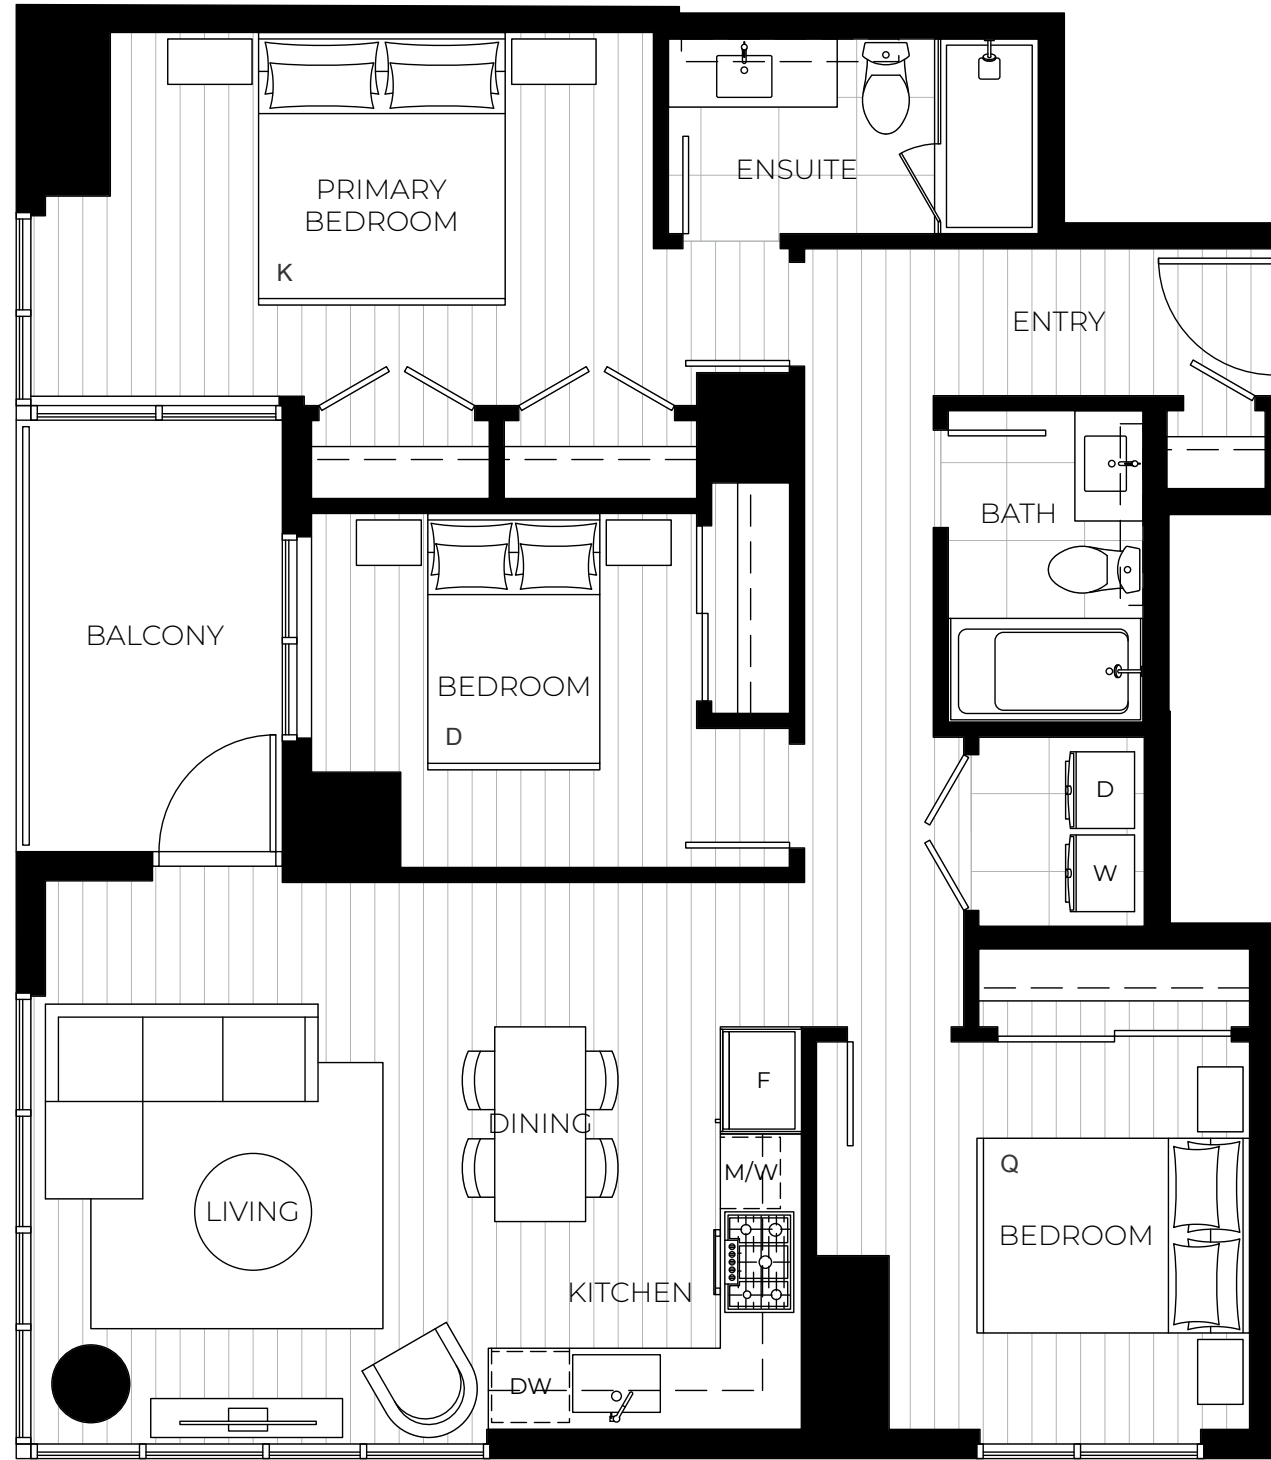 ENSUITE
PRIMARY
BEDROOM
K
ENTRY
BATH
BALCONY
BEDROOM
D
D
W
F
DINING
M/W
Q
LIVING
BEDROOM
KITCHEN
DW